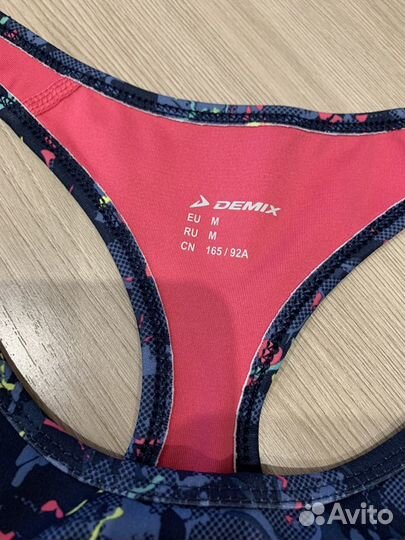 DEMIX
EU M
RU M
CN 165 / 92A
Avito